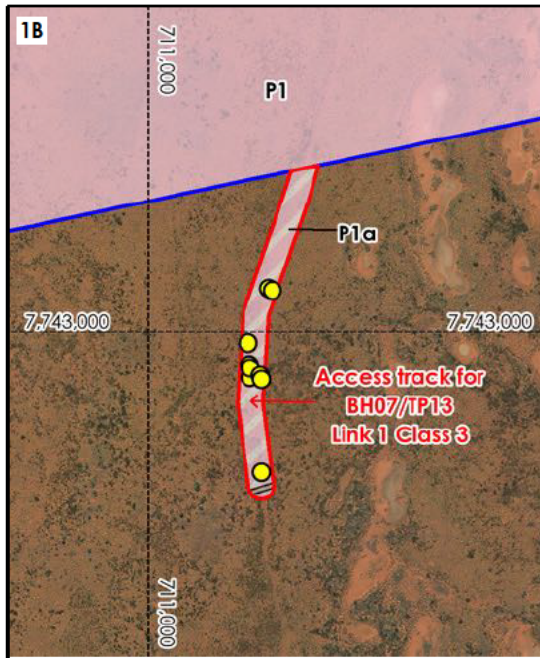 1B
711,000
P1
P1a
7,743,000
7,743,000
Access track for
BH07/TP13
Link 1 Class 3
711,000